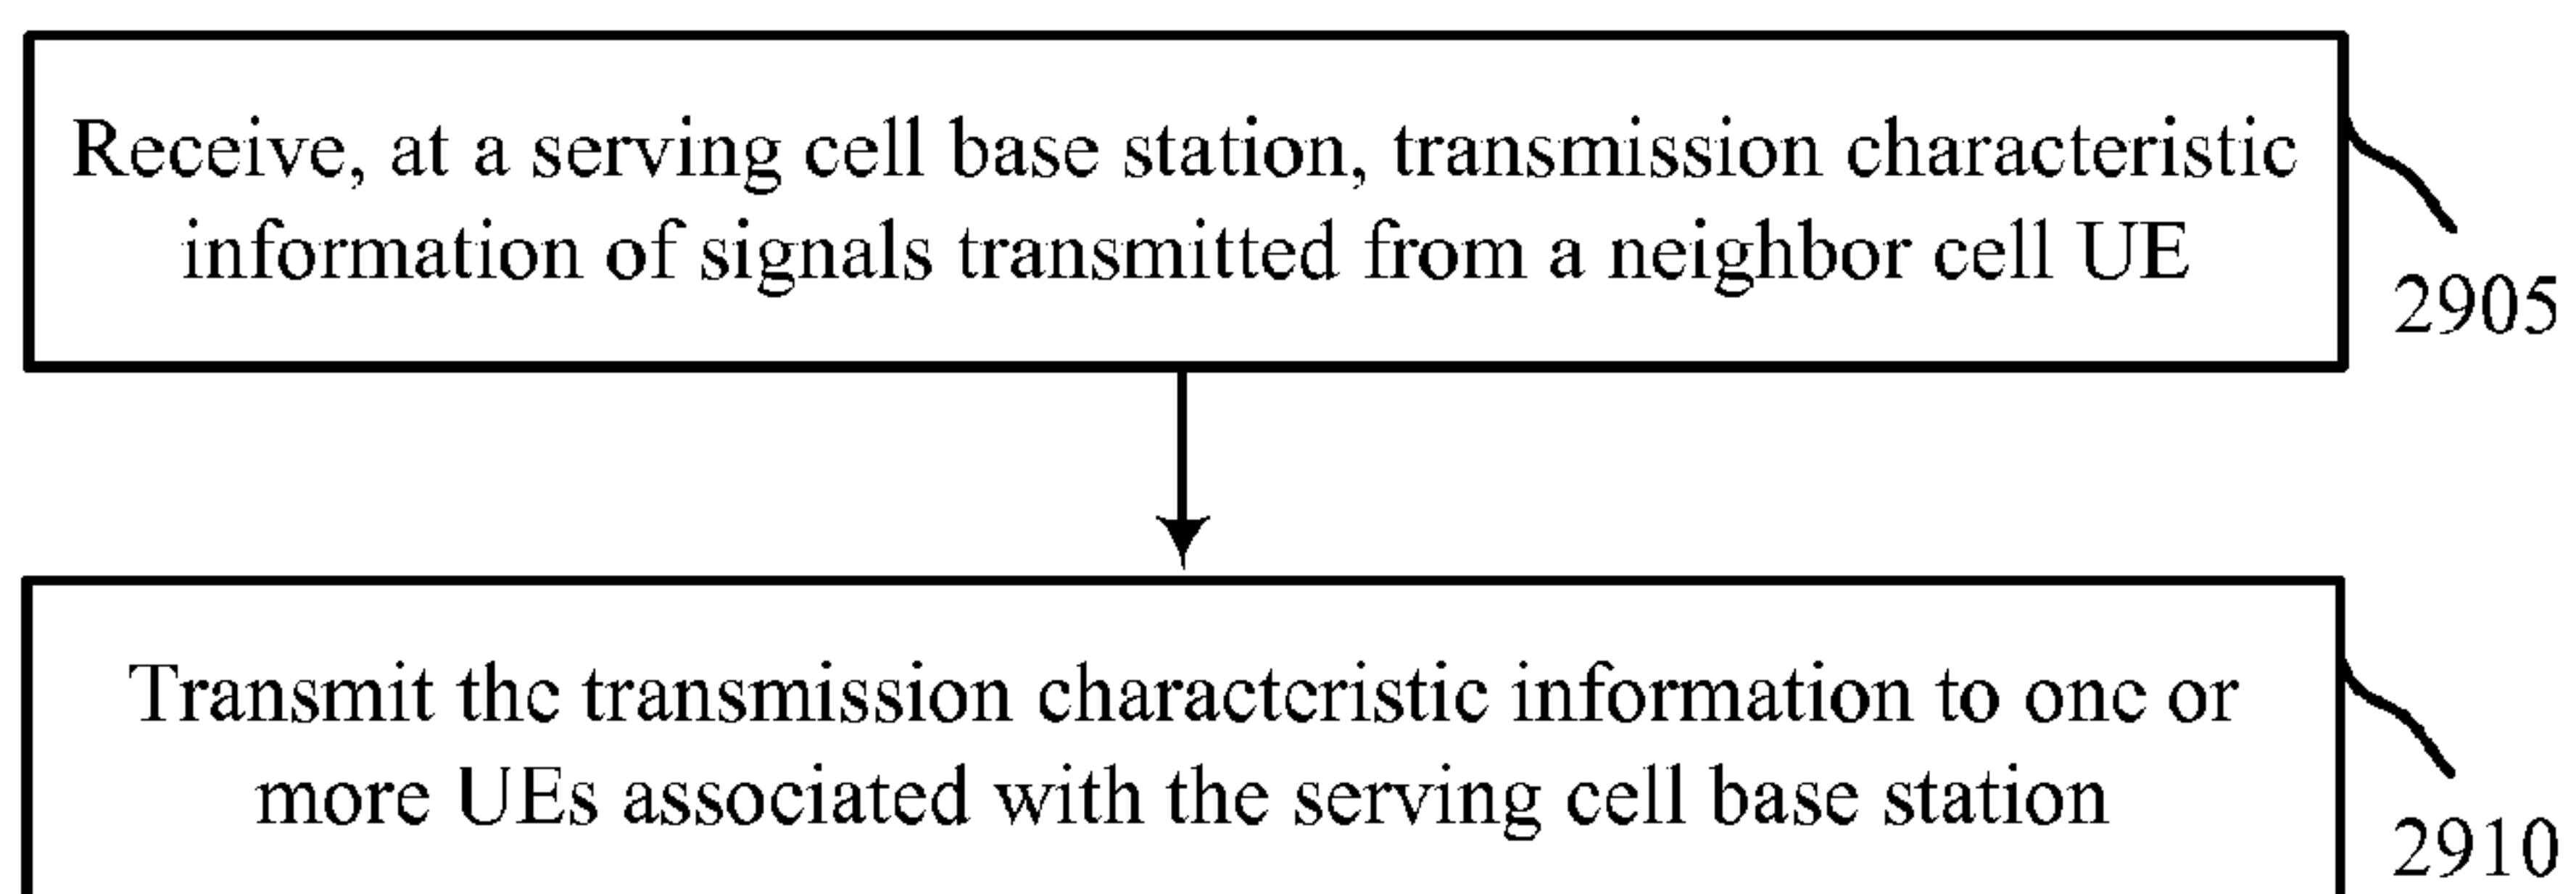 Receive, at a serving cell base station, transmission characteristic
information of signals transmitted from a neighbor cell UE
2905
Transmit the transmission characteristic information to one or
more UEs associated with the serving cell base station
2910